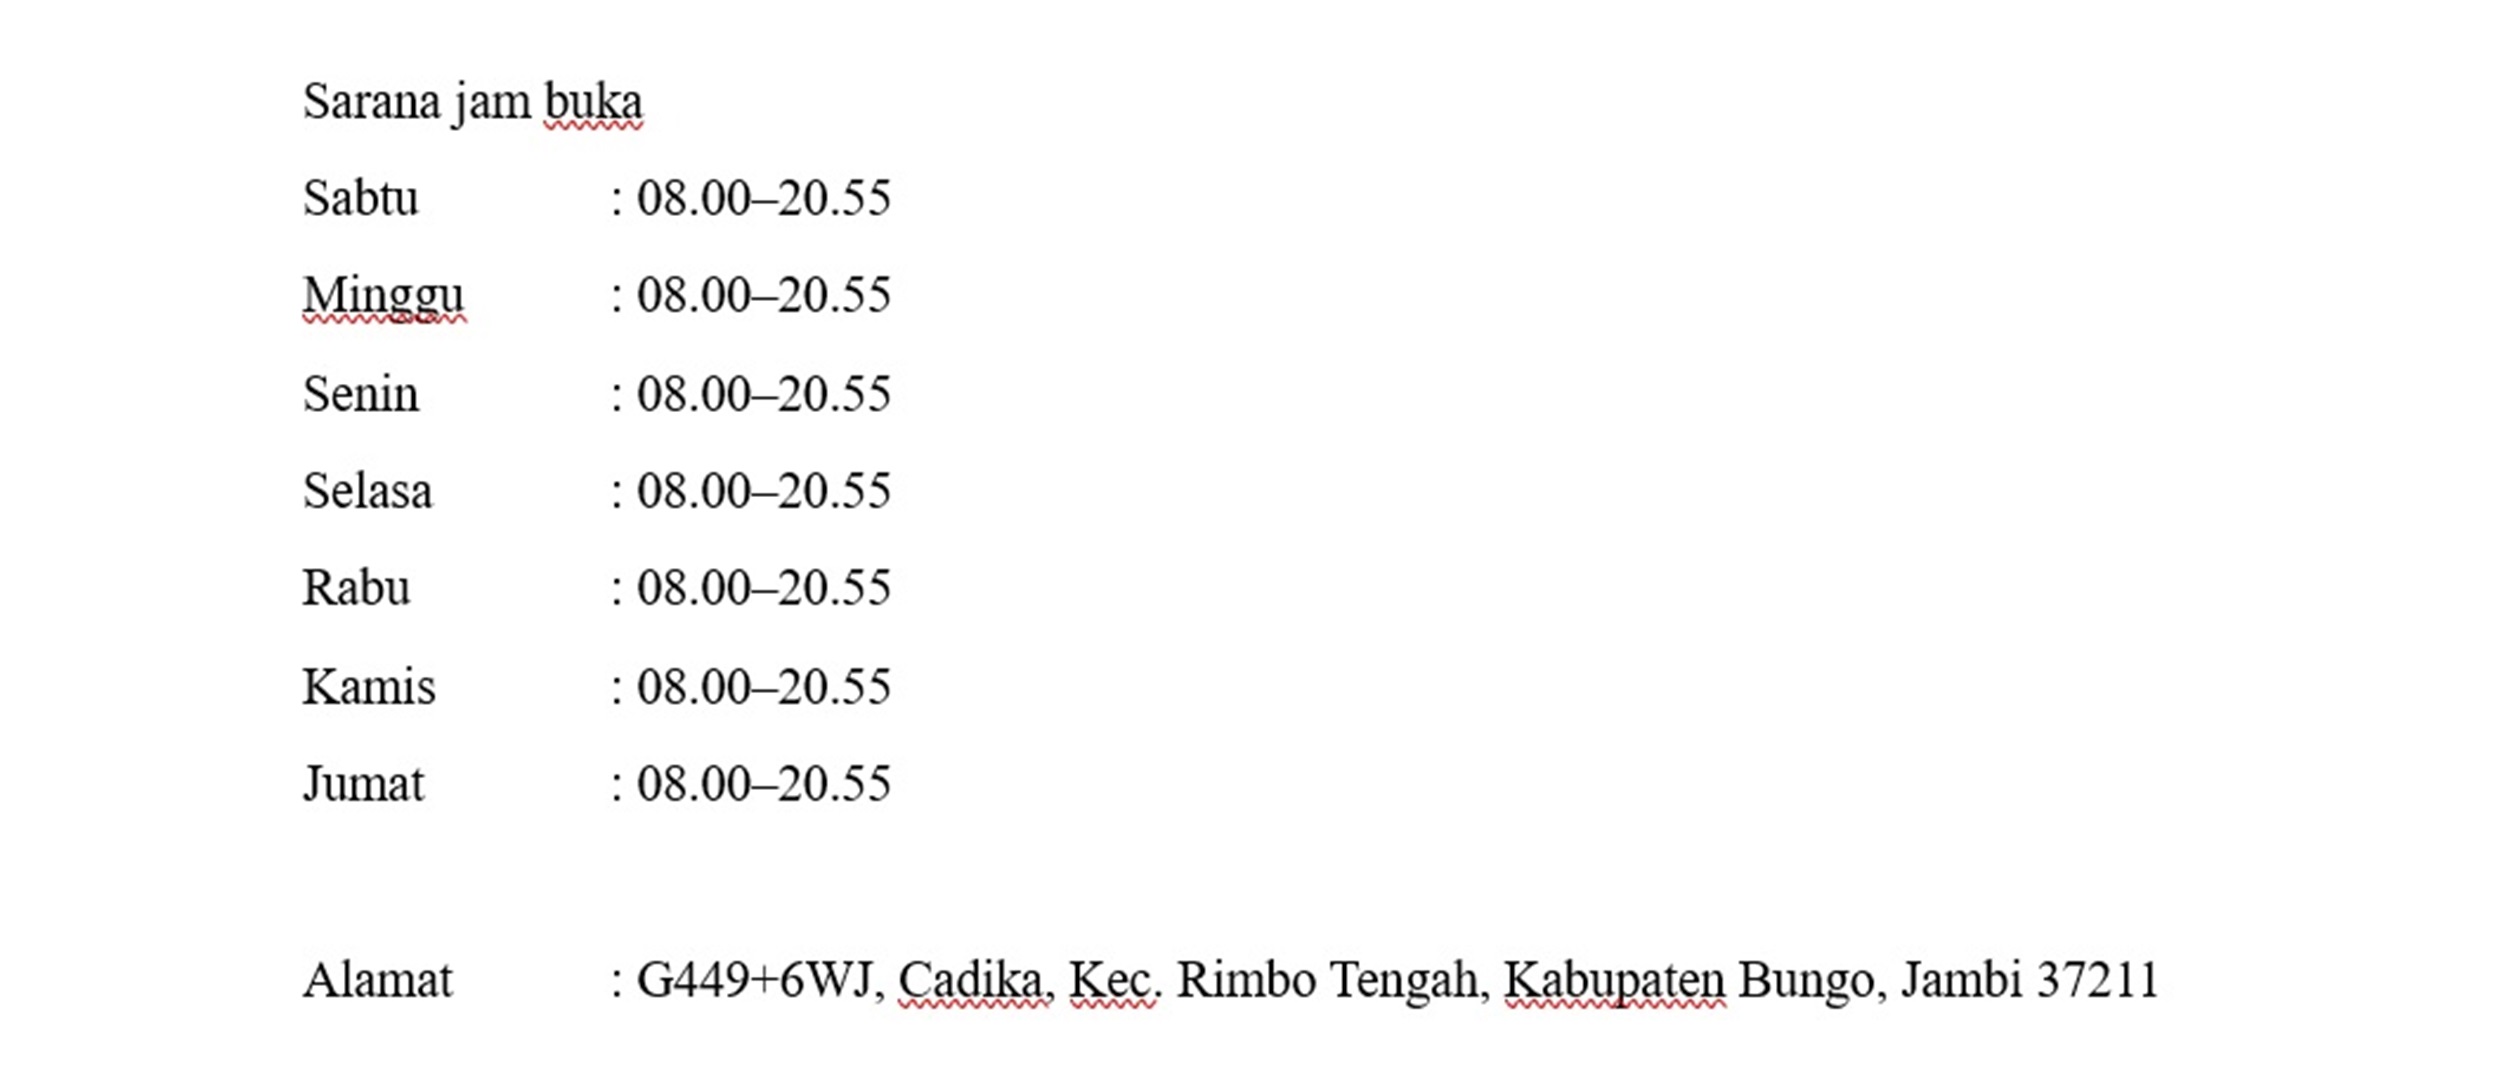 Sarana jam buka
Sabtu : 08.00–20.55
Minggu : 08.00–20.55
Senin : 08.00–20.55
Selasa : 08.00–20.55
Rabu : 08.00–20.55
Kamis : 08.00–20.55
Jumat : 08.00–20.55
Alamat : G449+6WJ, Cadika, Kec. Rimbo Tengah, Kabupaten Bungo, Jambi 37211